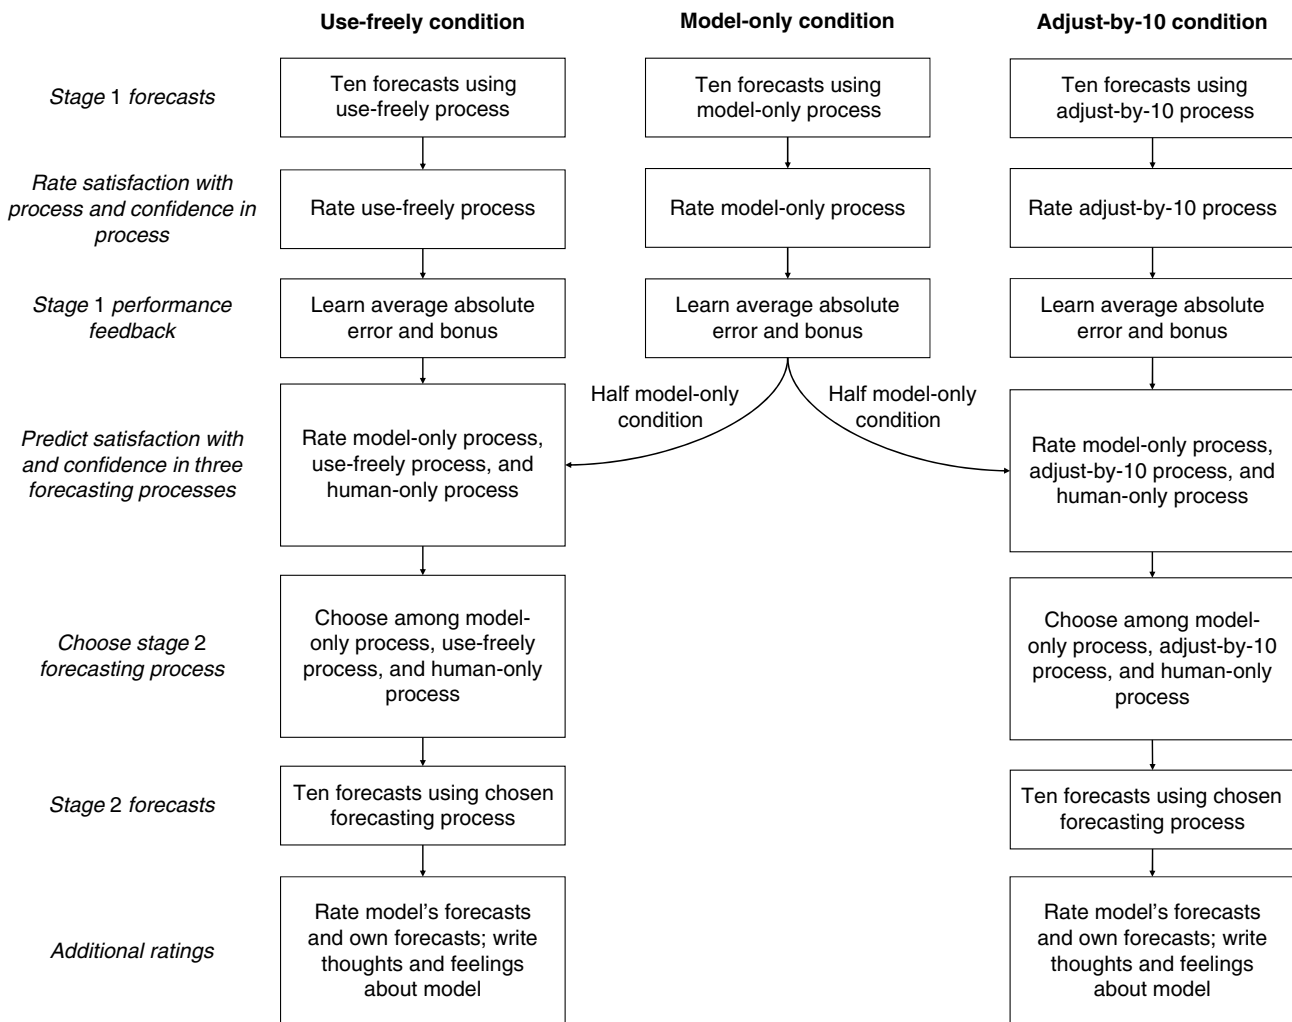 Use-freely condition
Model-only condition
Adjust-by-10 condition
Stage 1 forecasts
Ten forecasts using
use-freely process
Ten forecasts using
model-only process
Ten forecasts using
adjust-by-10 process
Rate satisfaction with
process and confidence in
process
Rate use-freely process
Rate model-only process
Rate adjust-by-10 process
Stage 1 performance
feedback
Learn average absolute
error and bonus
Learn average absolute
error and bonus
Learn average absolute
error and bonus
Half model-only
condition
Half model-only
condition
Predict satisfaction with
and confidence in three
forecasting processes
Rate model-only process,
use-freely process, and
human-only process
Rate model-only process,
adjust-by-10 process, and
human-only process
Choose stage 2
forecasting process
Choose among model-
only process, use-freely
process, and human-only
process
Choose among model-
only process, adjust-by-10
process, and human-only
process
Stage 2 forecasts
Ten forecasts using chosen
forecasting process
Ten forecasts using chosen
forecasting process
Additional ratings
Rate model's forecasts
and own forecasts; write
thoughts and feelings
about model
Rate model's forecasts
and own forecasts; write
thoughts and feelings
about model